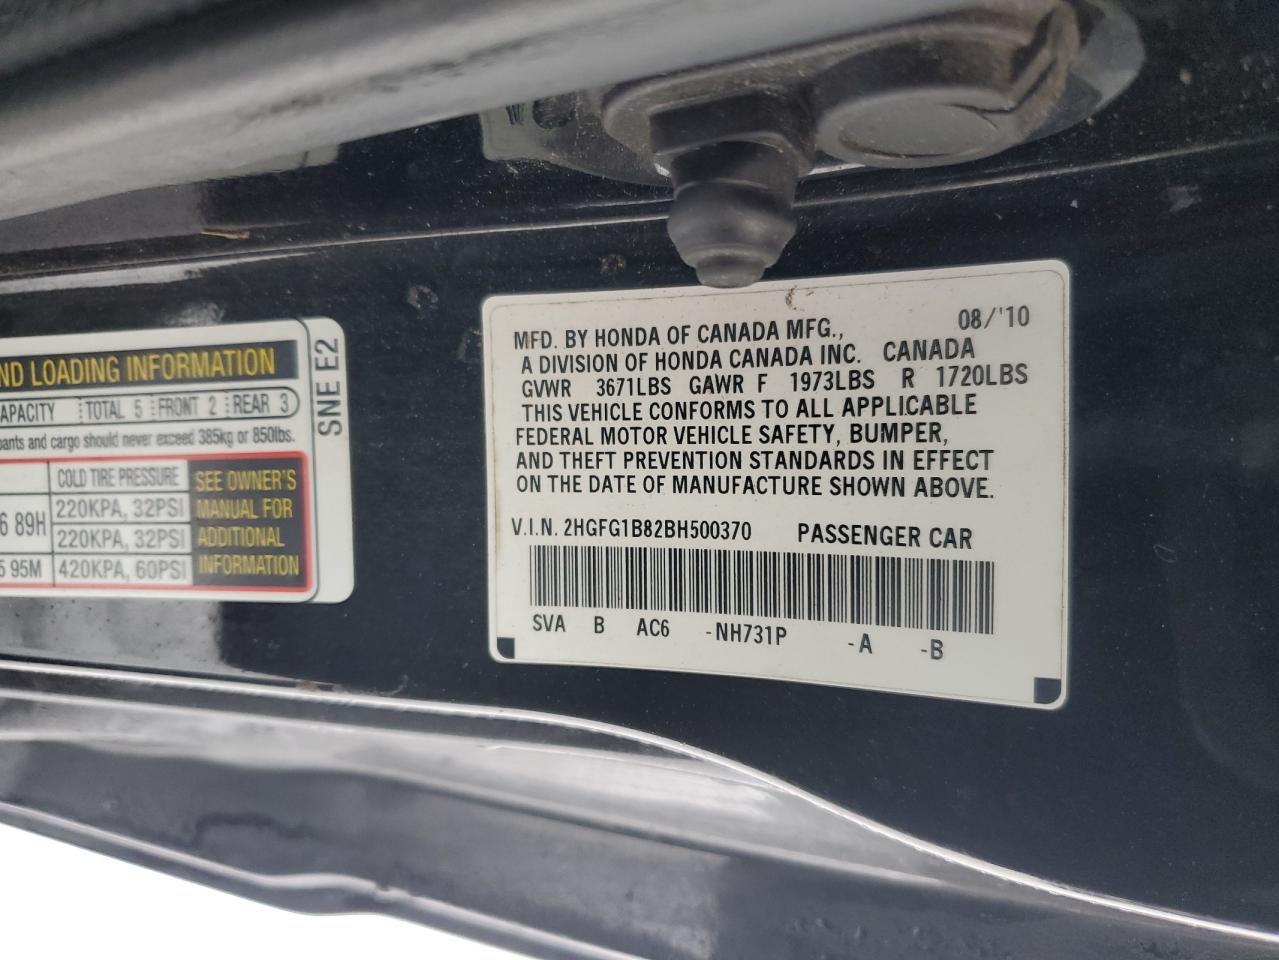 ND LOADING INFORMATION
CAPACITY TOTAL 5 FRONT 2 REAR 3
pants and cargo should never exceed 385kg or 850lbs.
COLD TIRE PRESSURE
6 89H 220KPA, 32PSI
220KPA, 32PSI
5 95M 420KPA, 60PSI
SEE OWNER'S
MANUAL FOR
ADDITIONAL
INFORMATION
SNE E2
MFD. BY HONDA OF CANADA MFG., 08/'10
A DIVISION OF HONDA CANADA INC. CANADA
GVWR 3671LBS GAWR F 1973LBS R 1720LBS
THIS VEHICLE CONFORMS TO ALL APPLICABLE
FEDERAL MOTOR VEHICLE SAFETY, BUMPER,
AND THEFT PREVENTION STANDARDS IN EFFECT
ON THE DATE OF MANUFACTURE SHOWN ABOVE.
V.I.N. 2HGFG1B82BH500370 PASSENGER CAR
SVA B AC6 -NH731P -A -B